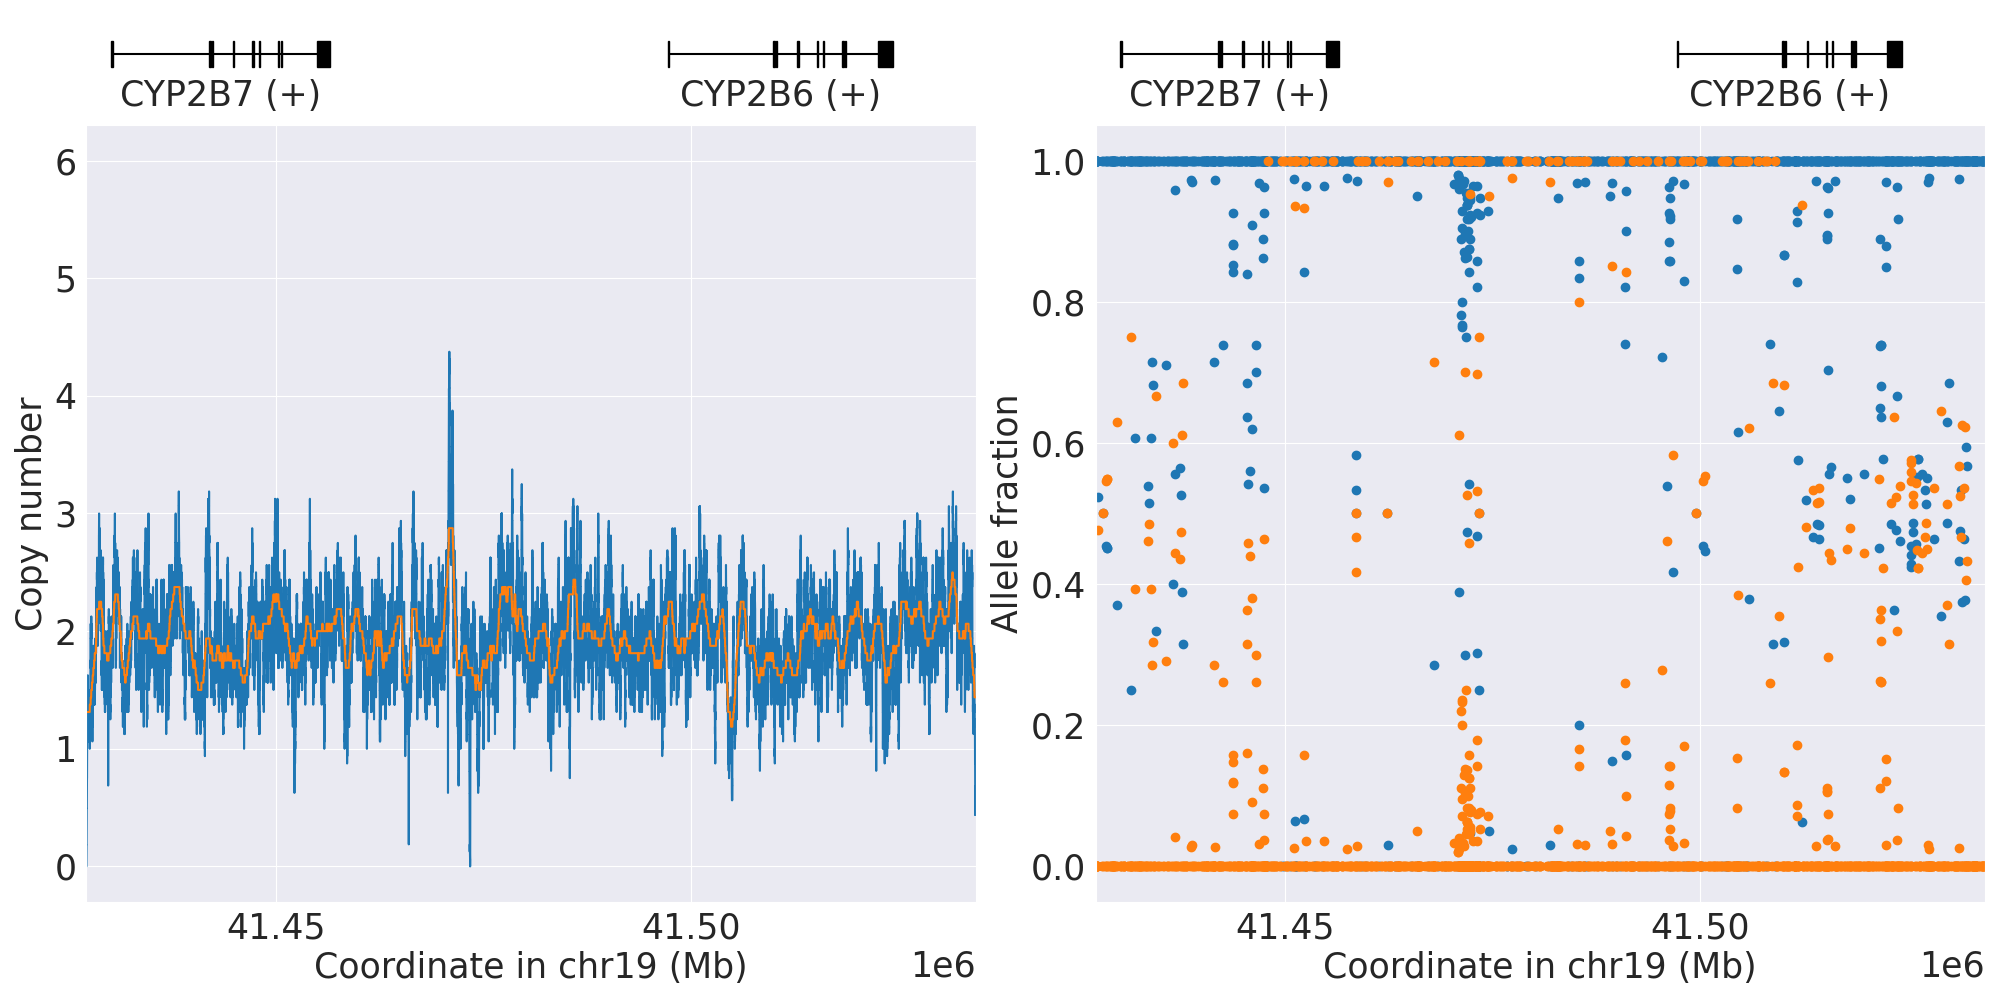 CYP2B7 (+)
CYP2B6 (+)
6
5
4
3
2
1
0
Copy number
41.45
41.50
Coordinate in chr19 (Mb)
1e6
CYP2B7 (+)
CYP2B6 (+)
1.0
0.8
0.6
0.4
0.2
0.0
Allele fraction
41.45
41.50
Coordinate in chr19 (Mb)
1e6